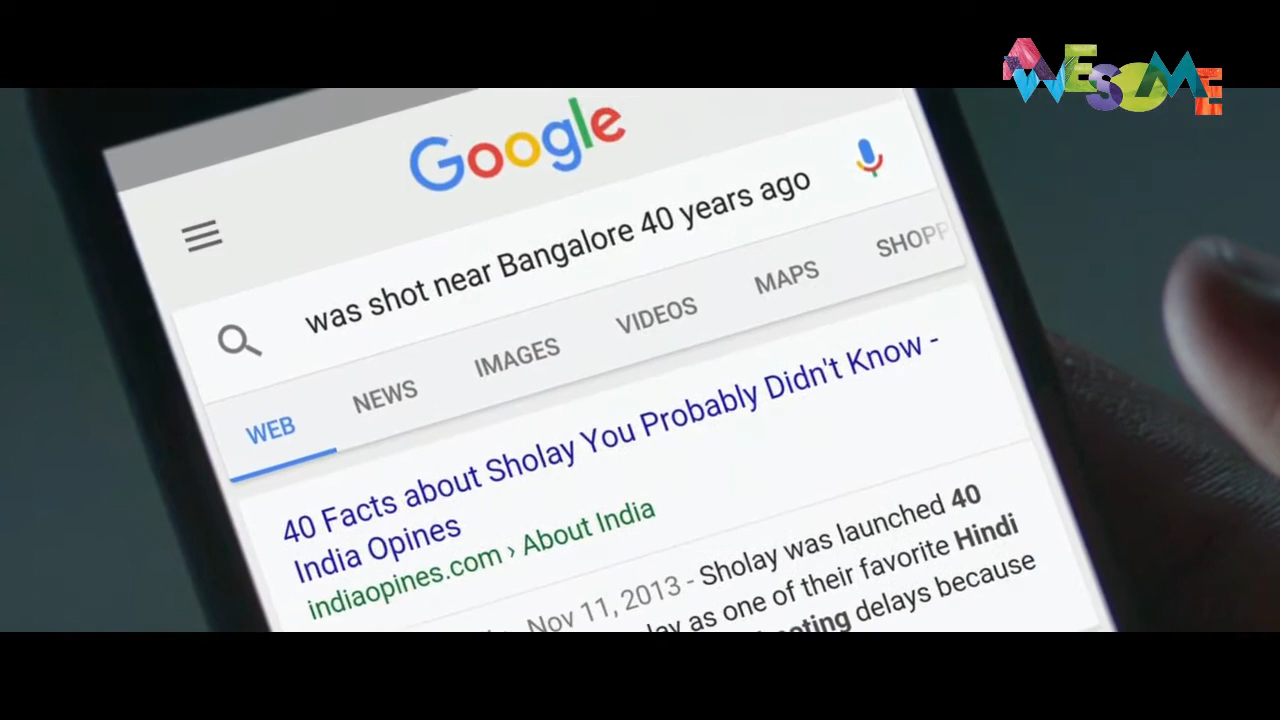 AWESOME
Google
was shot near Bangalore 40 years ago
WEB NEWS IMAGES VIDEOS MAPS SHOPP
40 Facts about Sholay You Probably Didn't Know -
India Opines
indiaopines.com › About India
Nov 11, 2013 - Sholay was launched 40
as one of their favorite Hindi
delays because